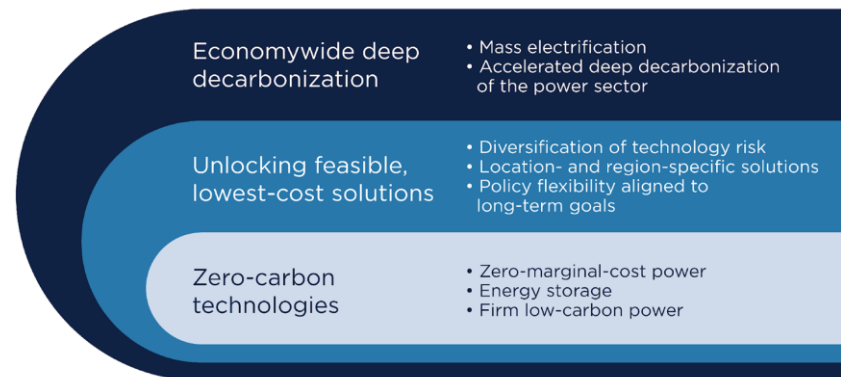 Economywide deep
decarbonization
• Mass electrification
• Accelerated deep decarbonization
of the power sector
Unlocking feasible,
lowest-cost solutions
• Diversification of technology risk
• Location- and region-specific solutions
• Policy flexibility aligned to
long-term goals
Zero-carbon
technologies
• Zero-marginal-cost power
• Energy storage
• Firm low-carbon power